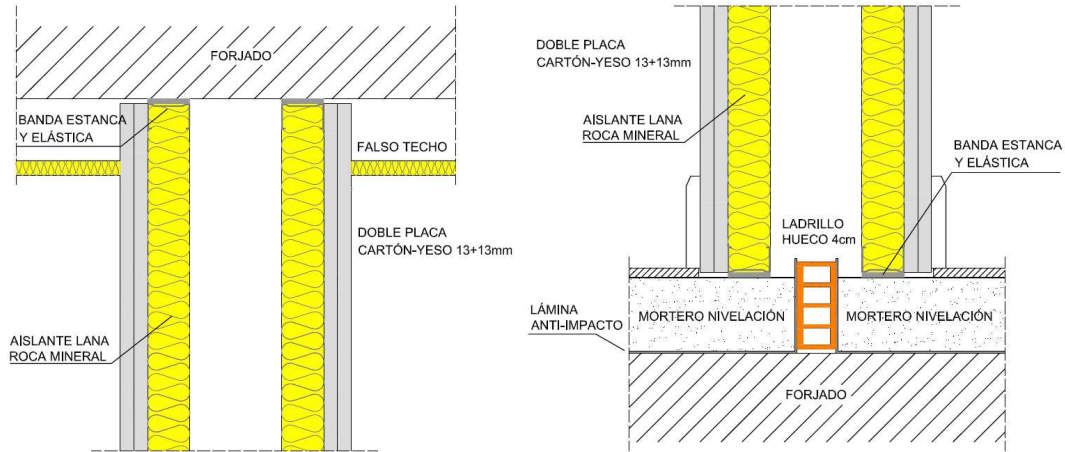 FORJADO
BANDA ESTANCA
Y ELÁSTICA
FALSO TECHO
DOBLE PLACA
CARTÓN-YESO 13+13mm
AÍSLANTE LANA
ROCA MINERAL
DOBLE PLACA
CARTÓN-YESO 13+13mm
AÍSLANTE LANA
ROCA MINERAL
BANDA ESTANCA
Y ELÁSTICA
LADRILLO
HUECO 4cm
LÁMINA
ANTI-IMPACTO
MORTERO NIVELACIÓN
MORTERO NIVELACIÓN
FORJADO